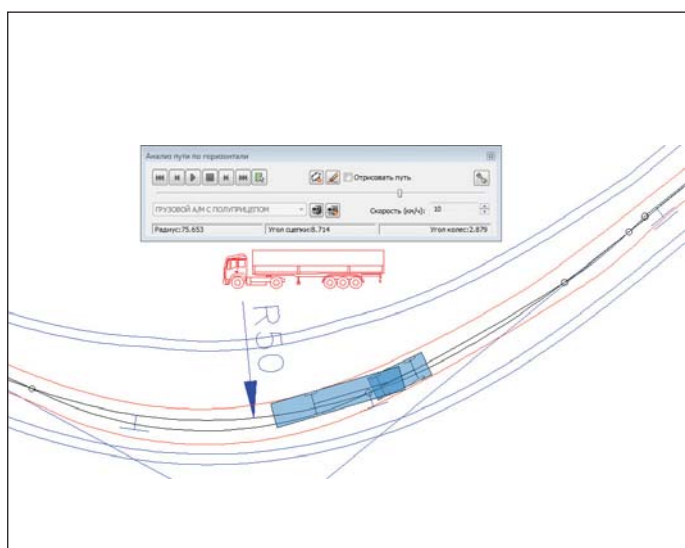 Анализ пути по горизонтали
Отрисовать путь
ГРУЗОВОЙ А/М С ПОЛУПРИЦЕПОМ
Скорость (км/ч): 10
Радиус:75.653 Угол сцепки:8.714 Угол колес:2.879
R50